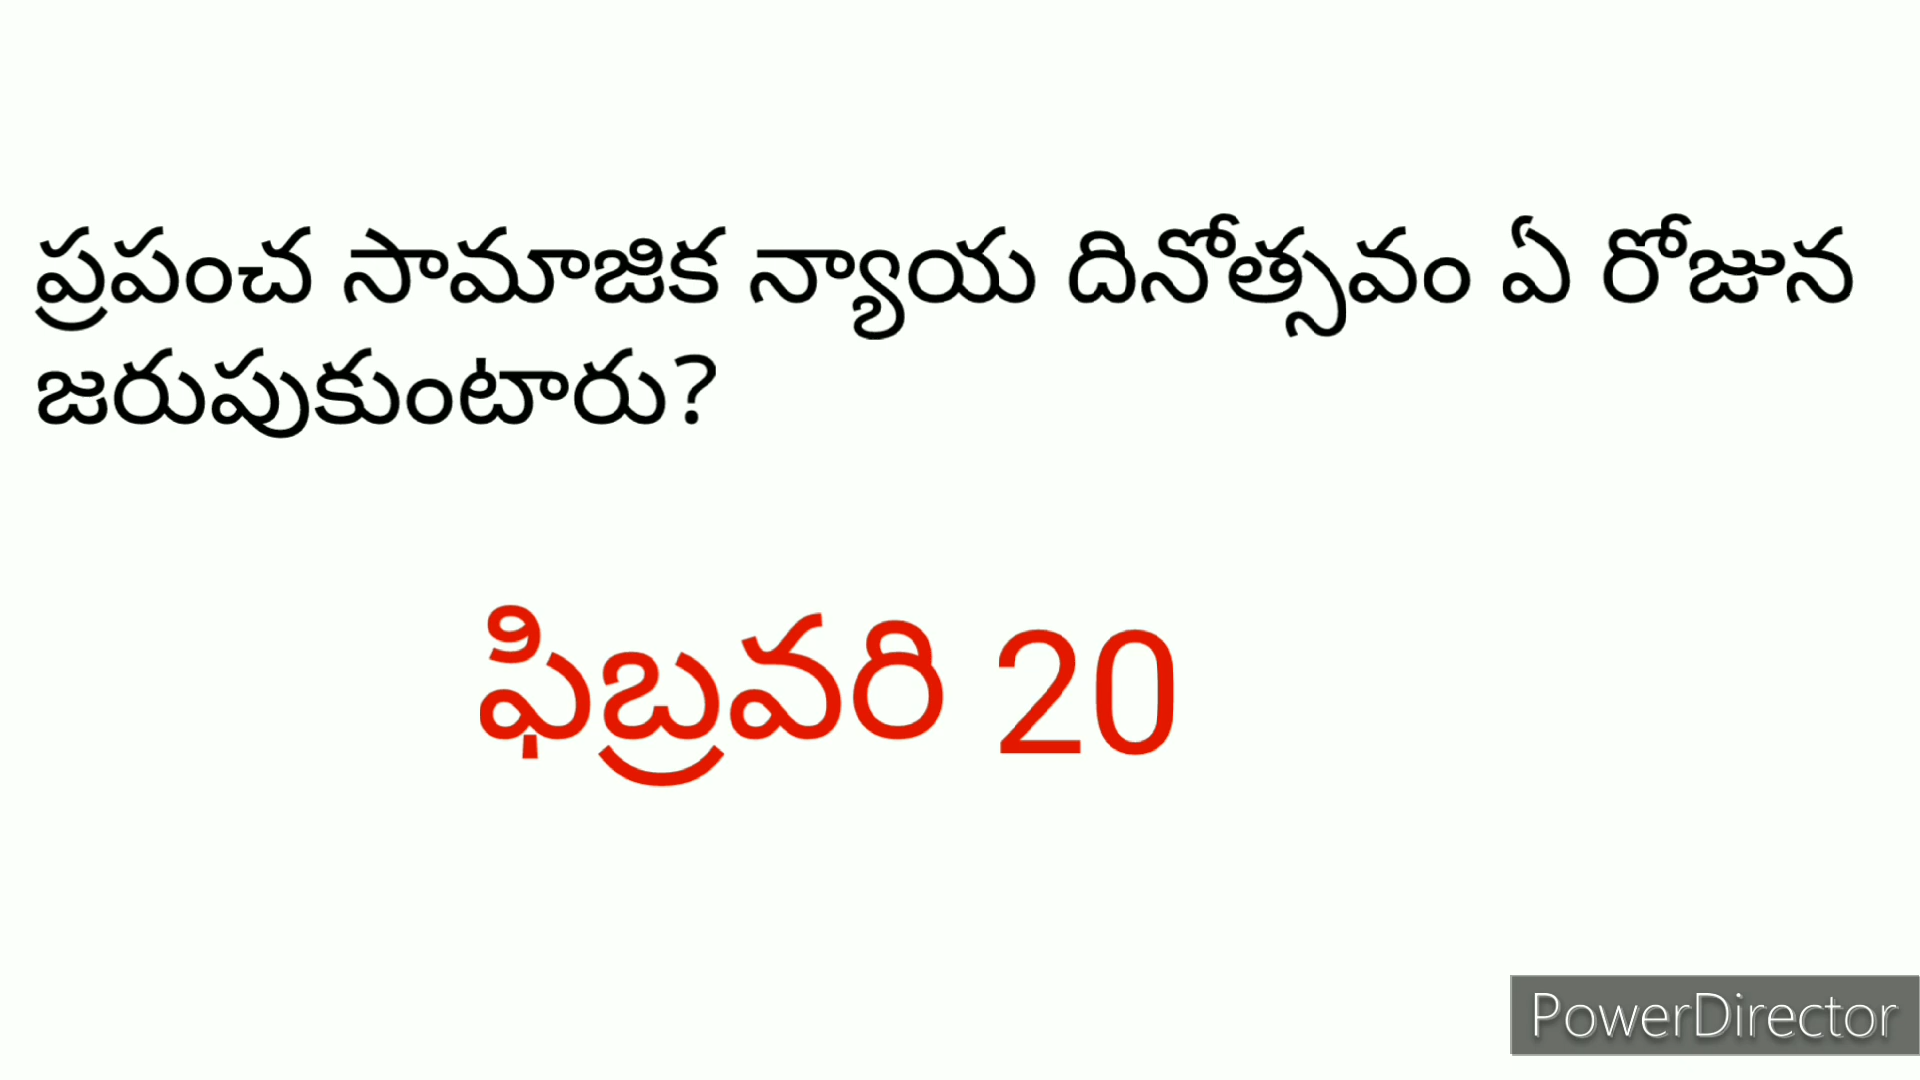 ప్రపంచ సామాజిక న్యాయ దినోత్సవం ఏ రోజున
జరుపుకుంటారు?
ఫిబ్రవరి 20
PowerDirector